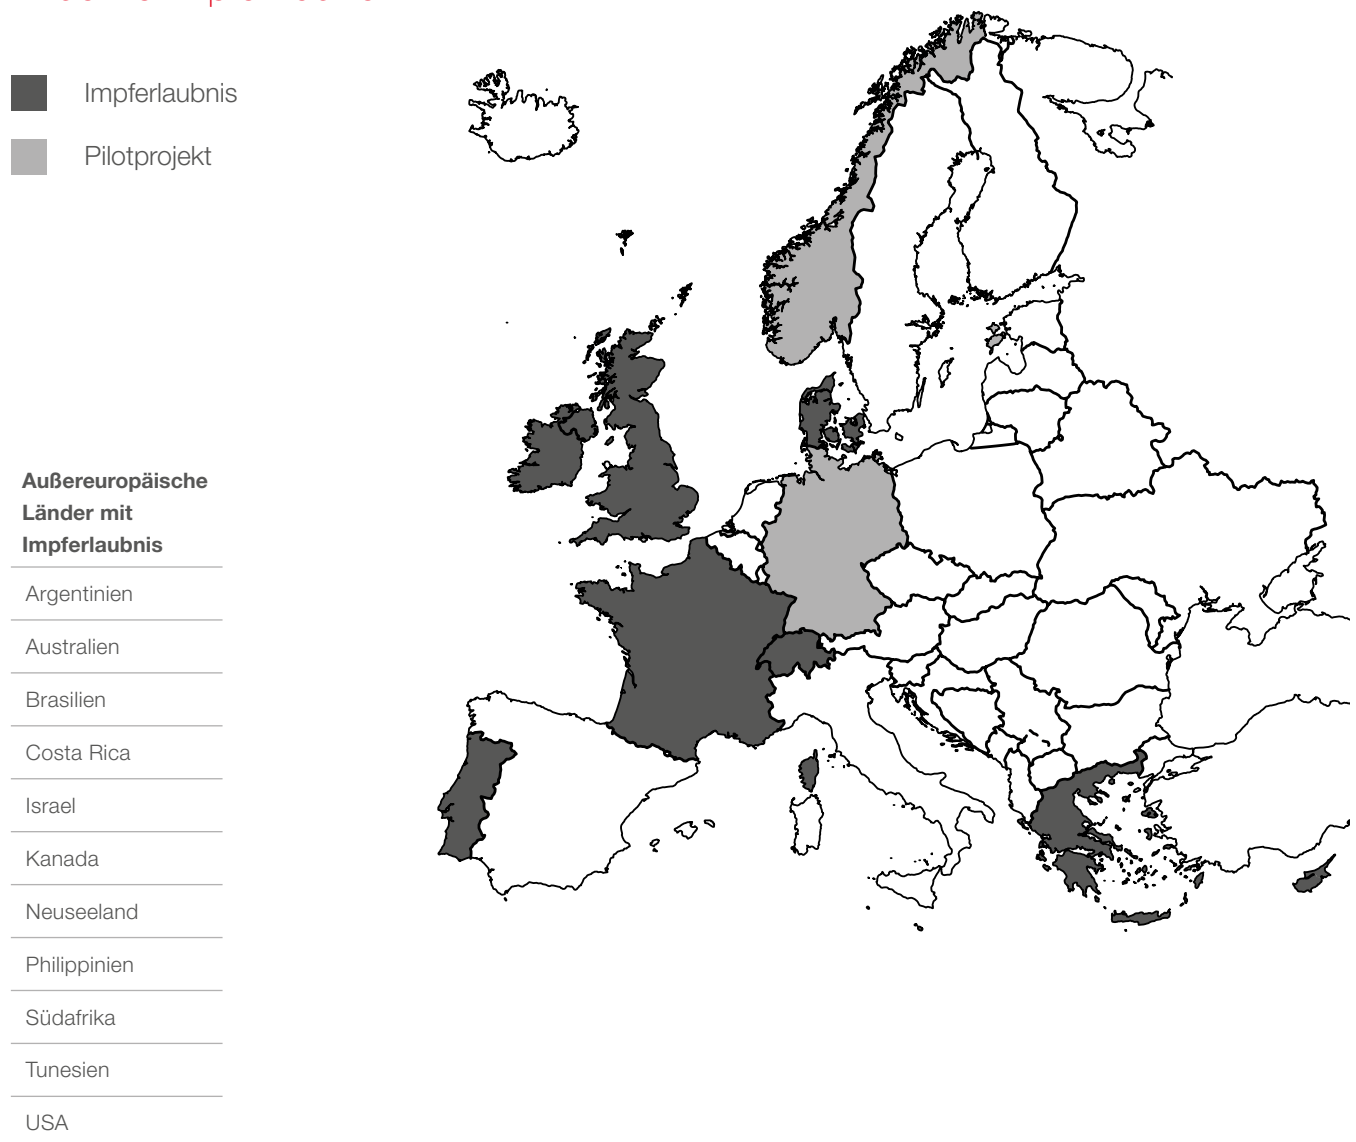 Impferlaubnis
Pilotprojekt
Außereuropäische
Länder mit
Impferlaubnis
Argentinien
Australien
Brasilien
Costa Rica
Israel
Kanada
Neuseeland
Philippinien
Südafrika
Tunesien
USA